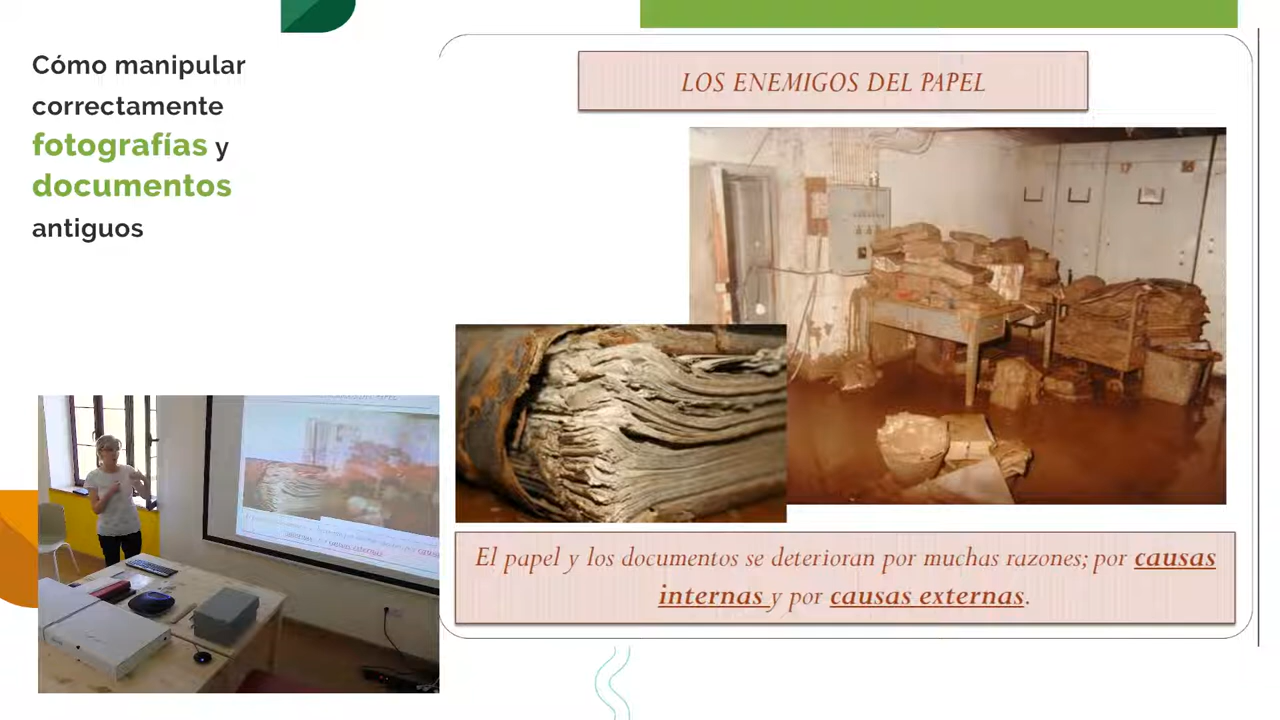 Cómo manipular
correctamente
fotografías y
documentos
antiguos
LOS ENEMIGOS DEL PAPEL
17
El papel y los documentos se deterioran por muchas razones; por causas
internas y por causas externas.